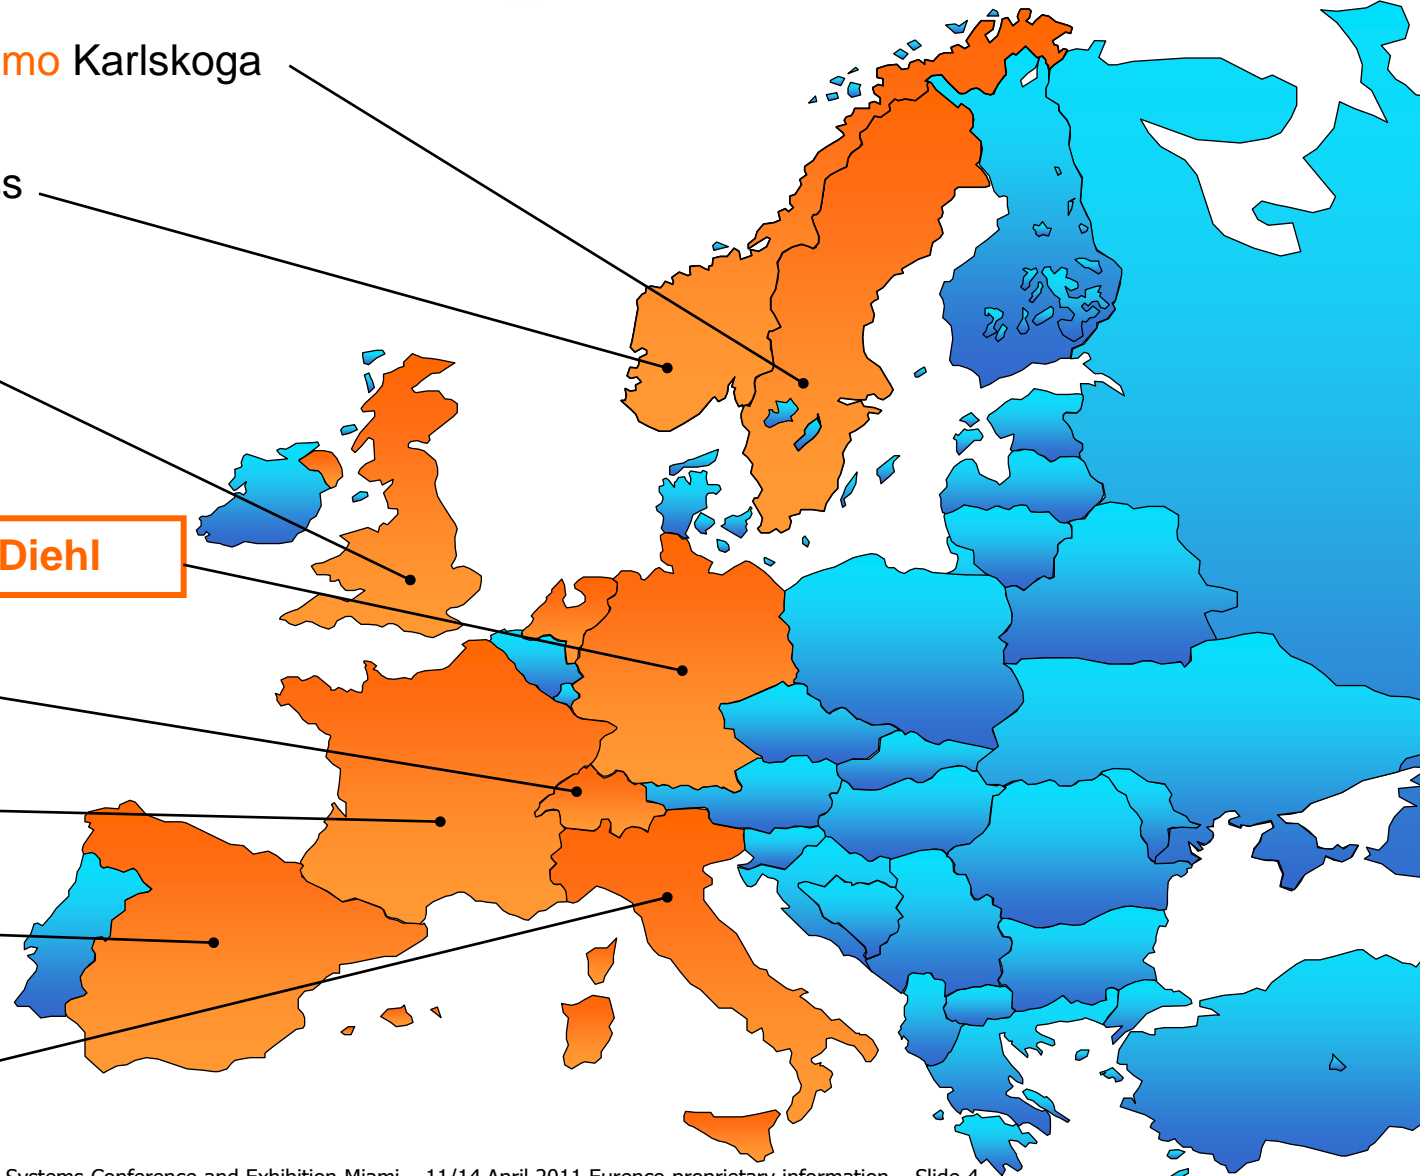 mo Karlskoga
s
Diehl
Systems Conference and Exhibition Miami – 11/14 April 2011 Eurenco proprietary information – Slide 4